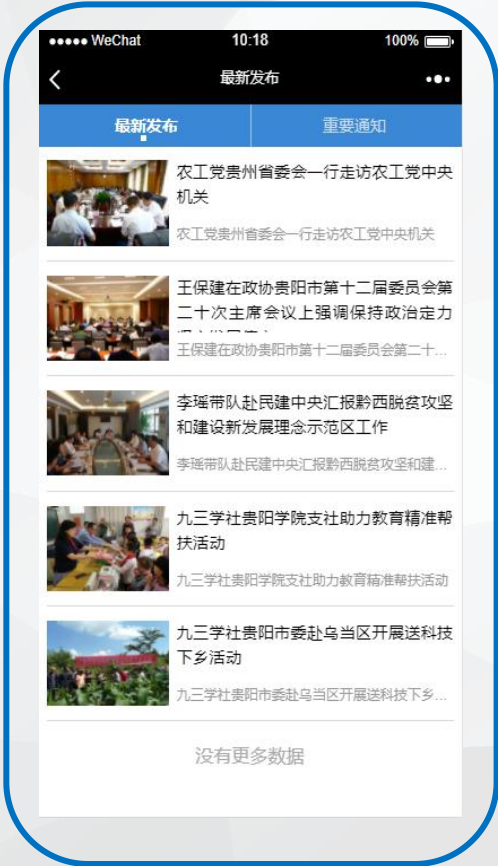 WeChat 10:18 100%
最新发布
最新发布 重要通知
农工党贵州省委会一行走访农工党中央
机关
农工党贵州省委会一行走访农工党中央机关
王保建在政协贵阳市第十二届委员会第
二十次主席会议上强调保持政治定力
王保建在政协贵阳市第十二届委员会第二十...
李瑶带队赴民建中央汇报黔西脱贫攻坚
和建设新发展理念示范区工作
李瑶带队赴民建中央汇报黔西脱贫攻坚和建...
九三学社贵阳学院支社助力教育精准帮
扶活动
九三学社贵阳学院支社助力教育精准帮扶活动
九三学社贵阳市委赴乌当区开展送科技
下乡活动
九三学社贵阳市委赴乌当区开展送科技下乡...
没有更多数据